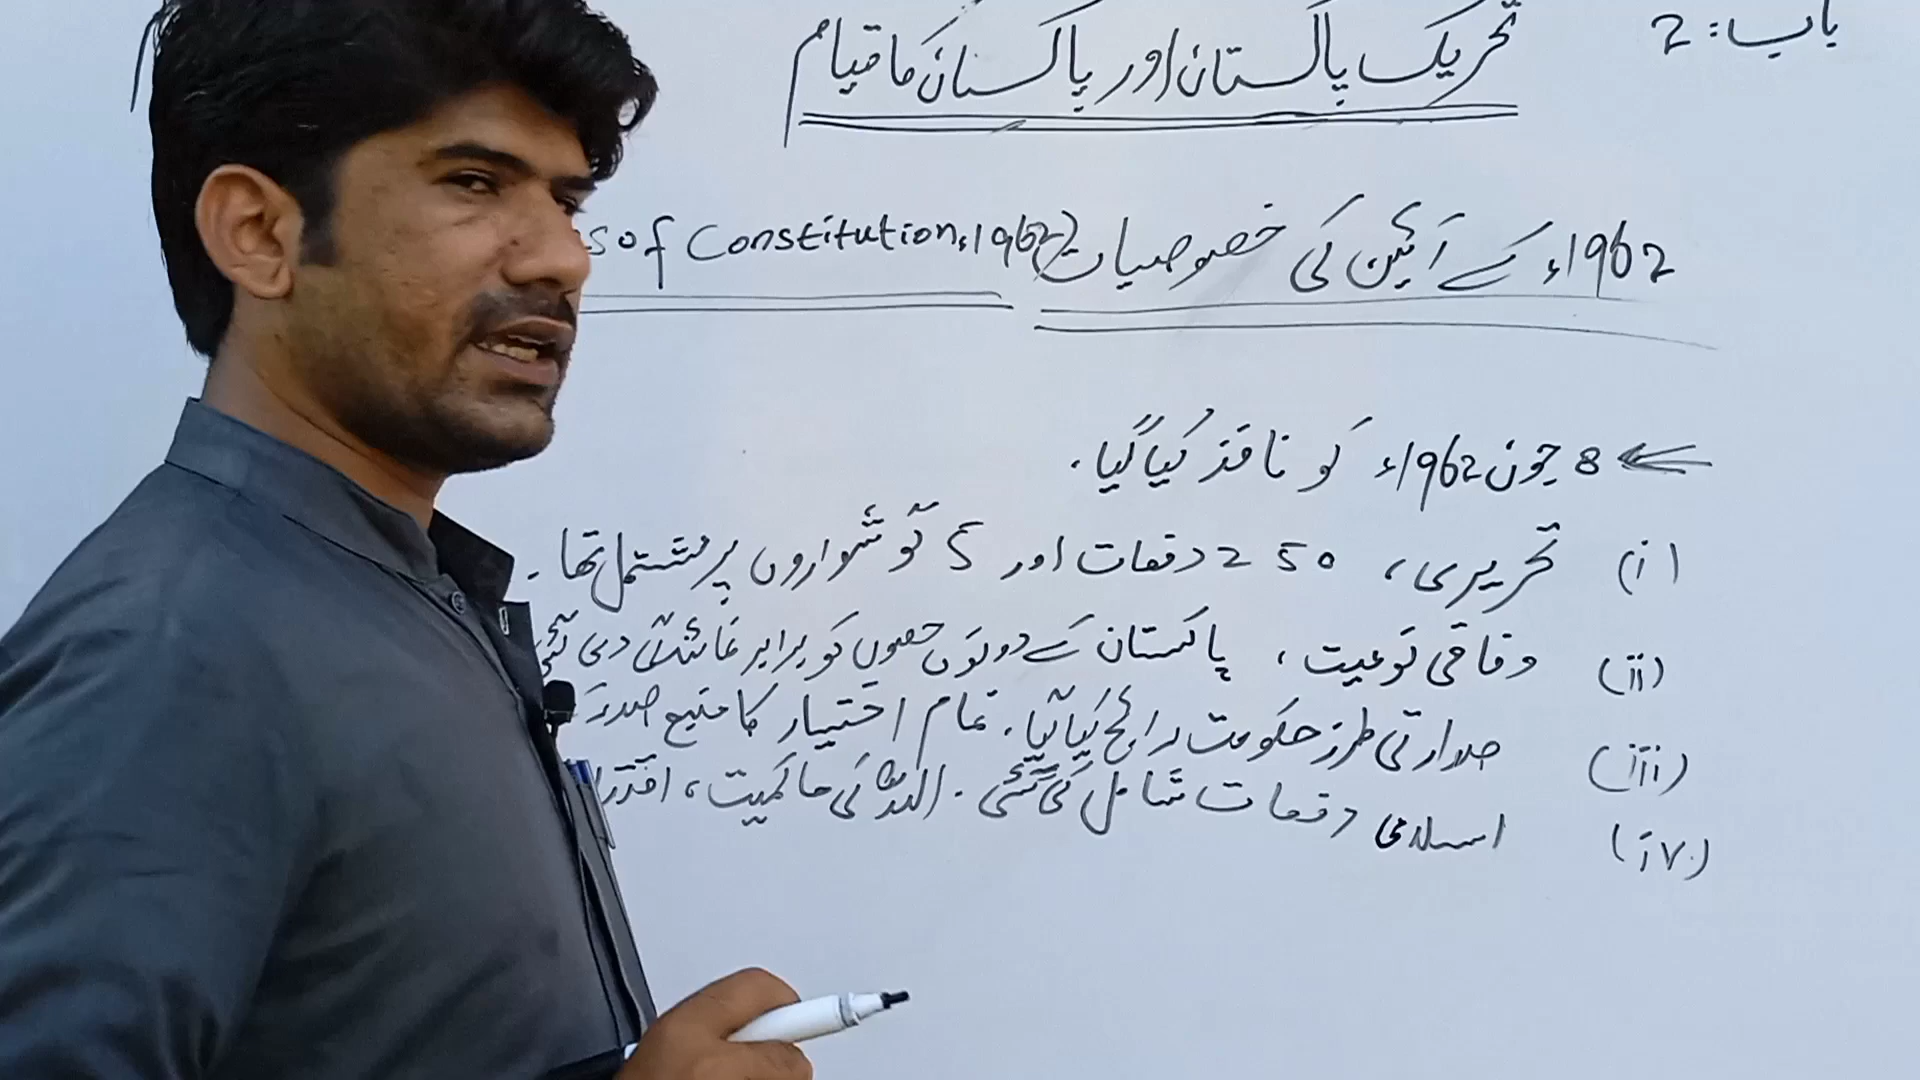 باب: 2
تحریک پاکستان اور پاکستان کا قیام
1962ء کے آئین کی خصوصیات (s of Constitution, 1962)
8 جون 1962ء کو نافذ کیا گیا۔
(i) تحریری، 250 دفعات اور 5 گوشواروں پر مشتمل تھا۔
(ii) وفاقی نوعیت، پاکستان کے دونوں حصوں کو برابر نمائندگی دی گئی
(iii) صدارتی طرز حکومت رائج کیا گیا۔ تمام اختیار کا منبع صدر
(iv) اسلامی دفعات شامل کی گئی۔ اللہ کی حاکمیت،